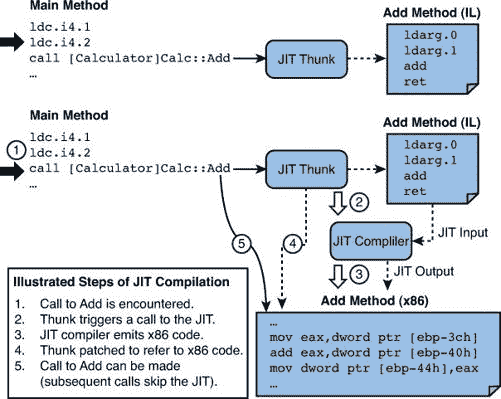 Main Method
ldc.i4.1
ldc.i4.2
call [Calculator]Calc::Add
…
JIT Thunk
Add Method (IL)
ldarg.0
ldarg.1
add
ret
Main Method
ldc.i4.1
ldc.i4.2
1
call [Calculator]Calc::Add
…
JIT Thunk
Add Method (IL)
ldarg.0
ldarg.1
add
ret
2
5
4
JIT Compliler
JIT Input
3
JIT Output
Illustrated Steps of JIT Compilation
1. Call to Add is encountered.
2. Thunk triggers a call to the JIT.
3. JIT compiler emits x86 code.
4. Thunk patched to refer to x86 code.
5. Call to Add can be made
(subsequent calls skip the JIT).
Add Method (x86)
…
mov eax,dword ptr [ebp-3ch]
add eax,dword ptr [ebp-40h]
mov dword ptr [ebp-44h],eax
…